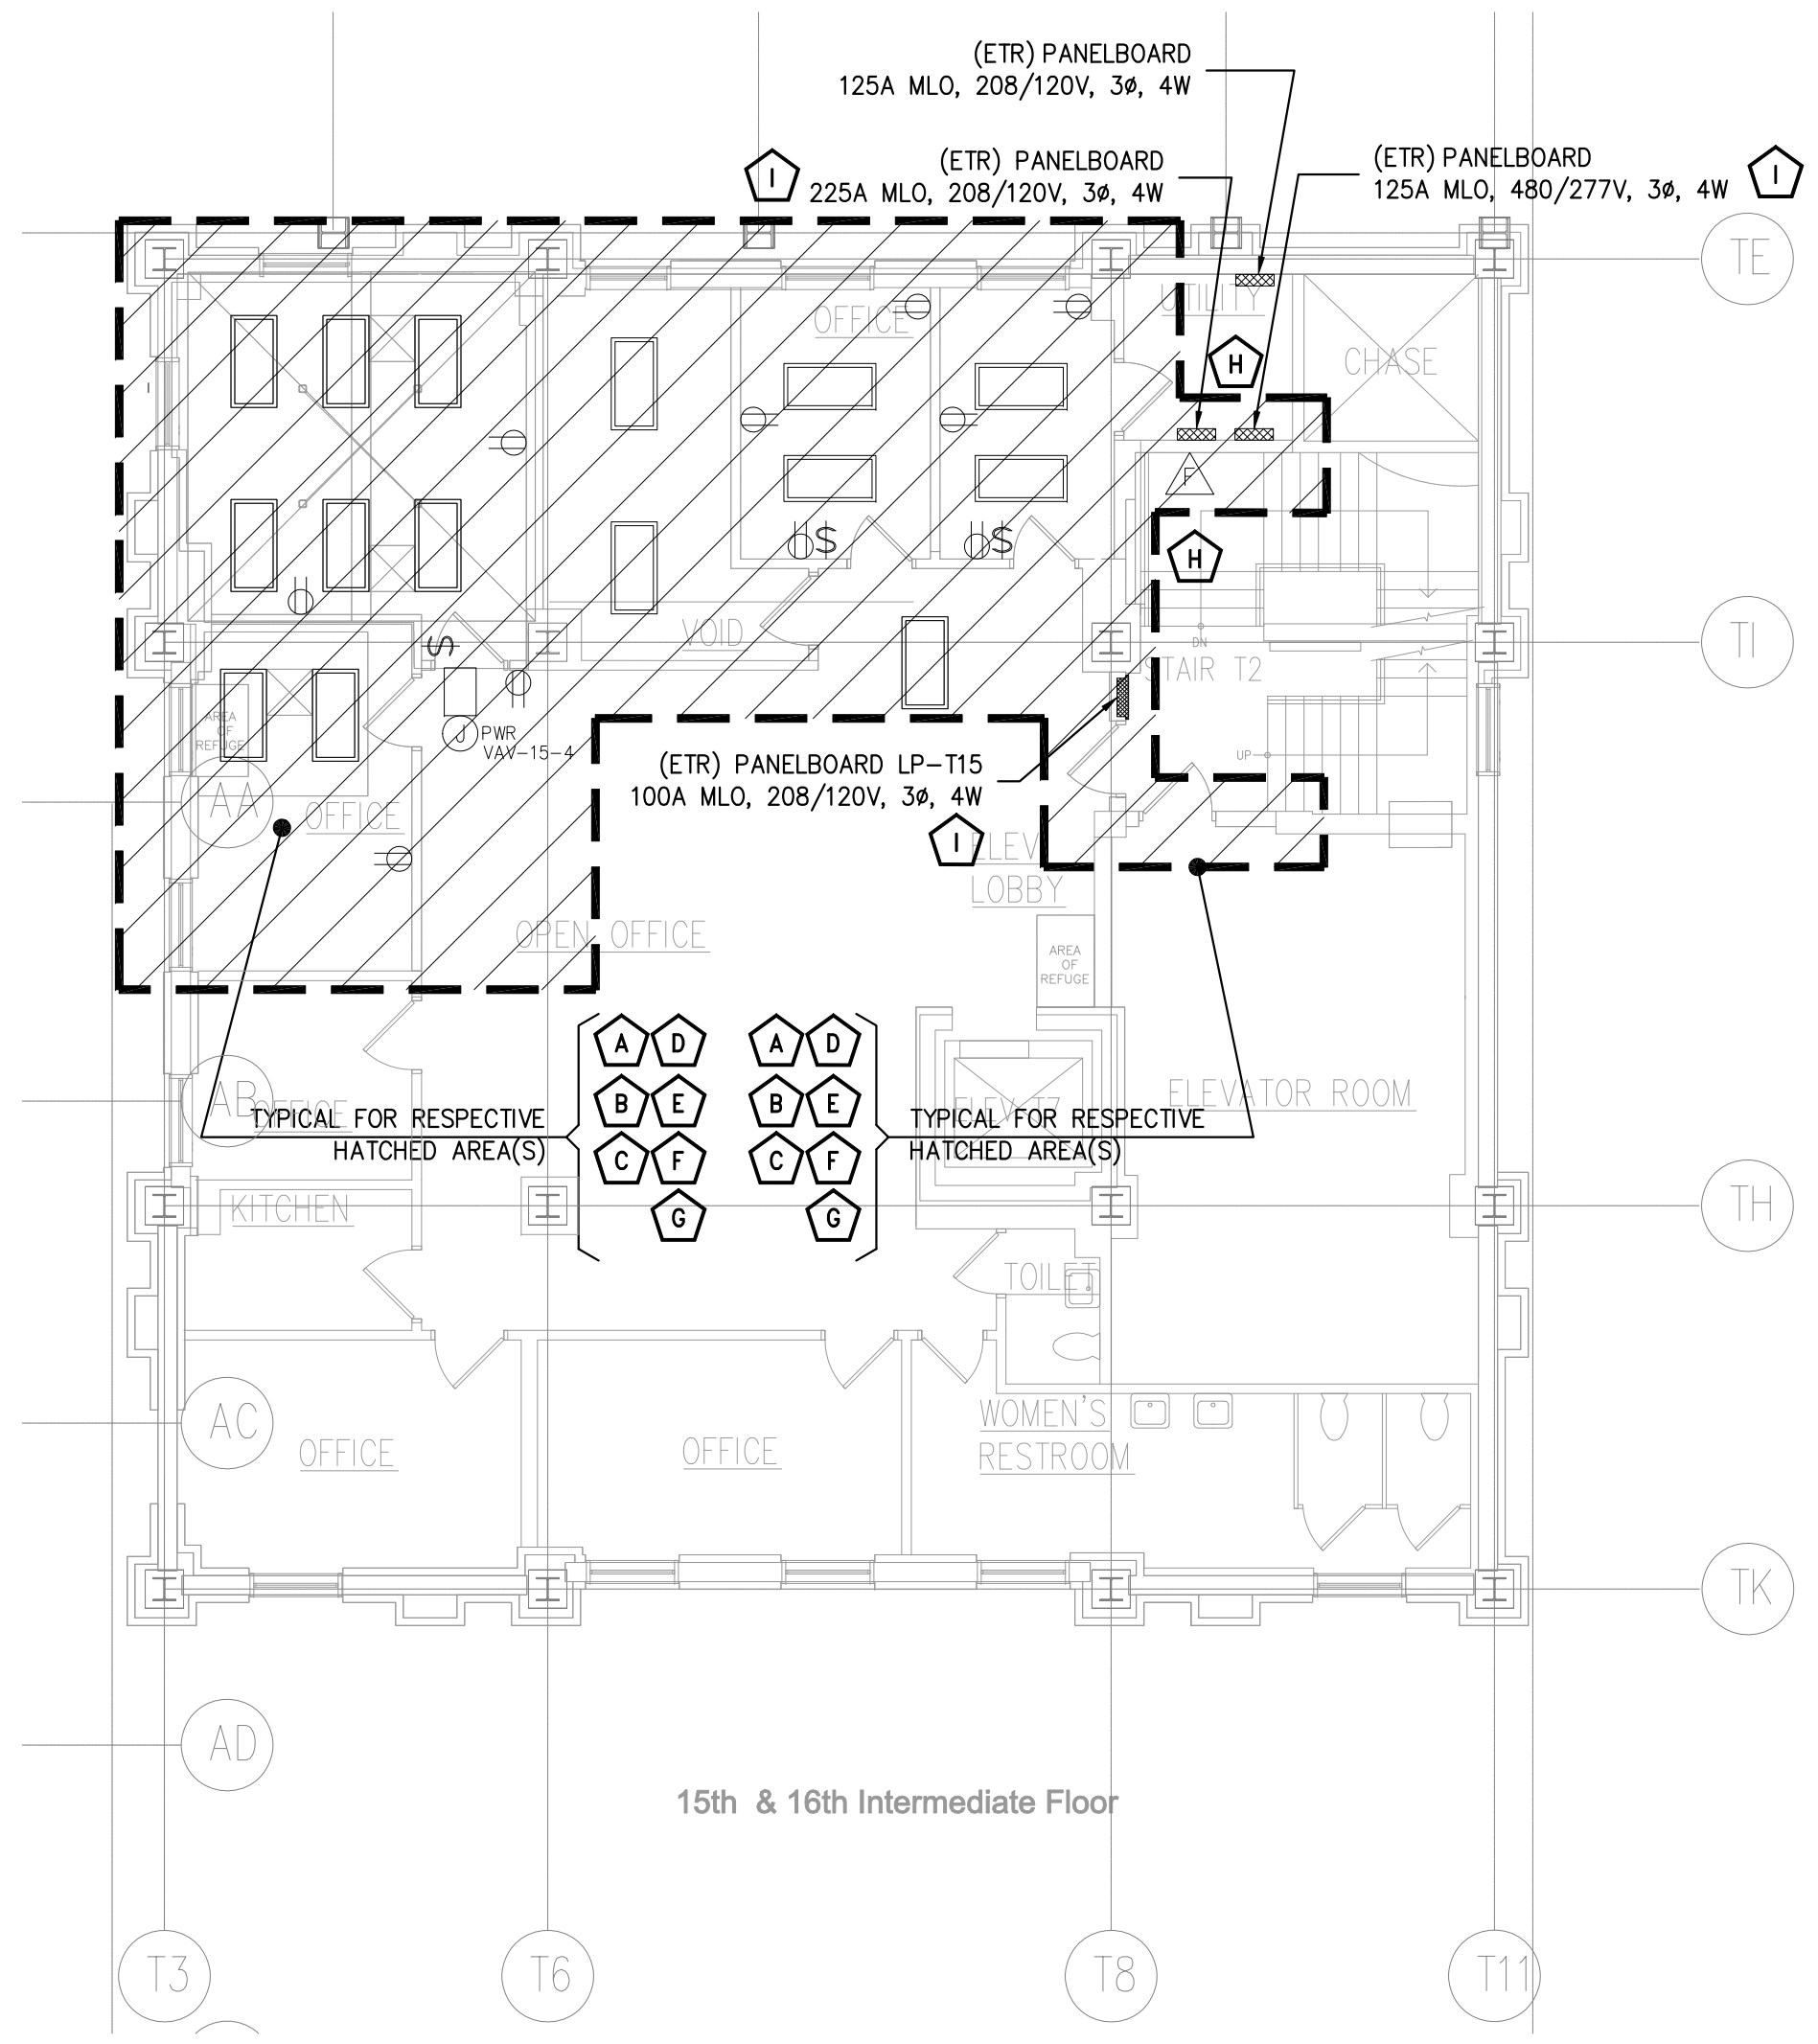 (ETR) PANELBOARD
125A MLO, 208/120V, 3ø, 4W
(ETR) PANELBOARD
225A MLO, 208/120V, 3ø, 4W
I
(ETR) PANELBOARD
125A MLO, 480/277V, 3ø, 4W
I
TE
UTILITY
OFFICE
CHASE
H
F
H
S
S
S
VOID
DN
STAIR T2
TI
AREA
OF
REFUGE
J
PWR
VAV-15-4
UP
(ETR) PANELBOARD LP-T15
100A MLO, 208/120V, 3ø, 4W
I
AA
OFFICE
ELEV
LOBBY
OPEN OFFICE
AREA
OF
REFUGE
A D
B E
C F
G
A D
B E
C F
G
AB
OFFICE
TYPICAL FOR RESPECTIVE
HATCHED AREA(S)
ELEV T7
TYPICAL FOR RESPECTIVE
HATCHED AREA(S)
ELEVATOR ROOM
KITCHEN
TH
TOILET
AC
OFFICE
OFFICE
WOMEN'S
RESTROOM
TK
AD
15th & 16th Intermediate Floor
T3
T6
T8
T11